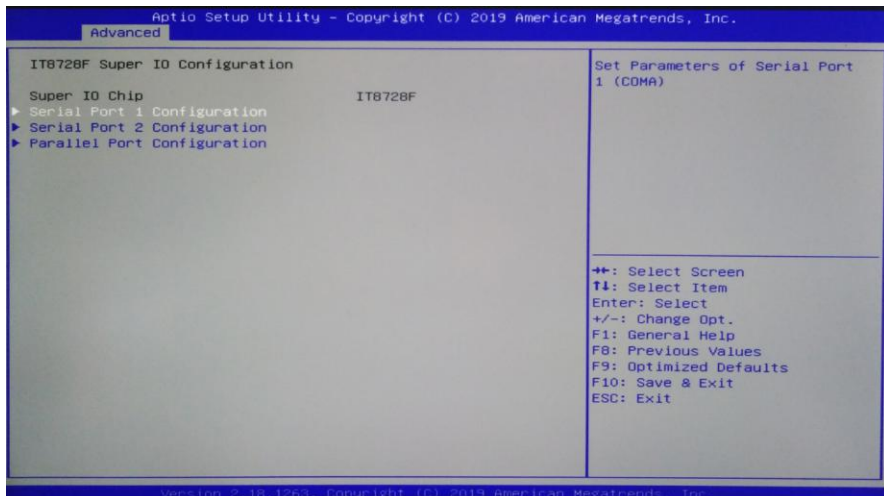 Aptio Setup Utility – Copyright (C) 2019 American Megatrends, Inc.
Advanced
IT8728F Super IO Configuration
Super IO Chip IT8728F
Serial Port 1 Configuration
Serial Port 2 Configuration
Parallel Port Configuration
Set Parameters of Serial Port
1 (COMA)
→←: Select Screen
↑↓: Select Item
Enter: Select
+/-: Change Opt.
F1: General Help
F8: Previous Values
F9: Optimized Defaults
F10: Save & Exit
ESC: Exit
Version 2.18.1263. Copyright (C) 2019 American Megatrends, Inc.